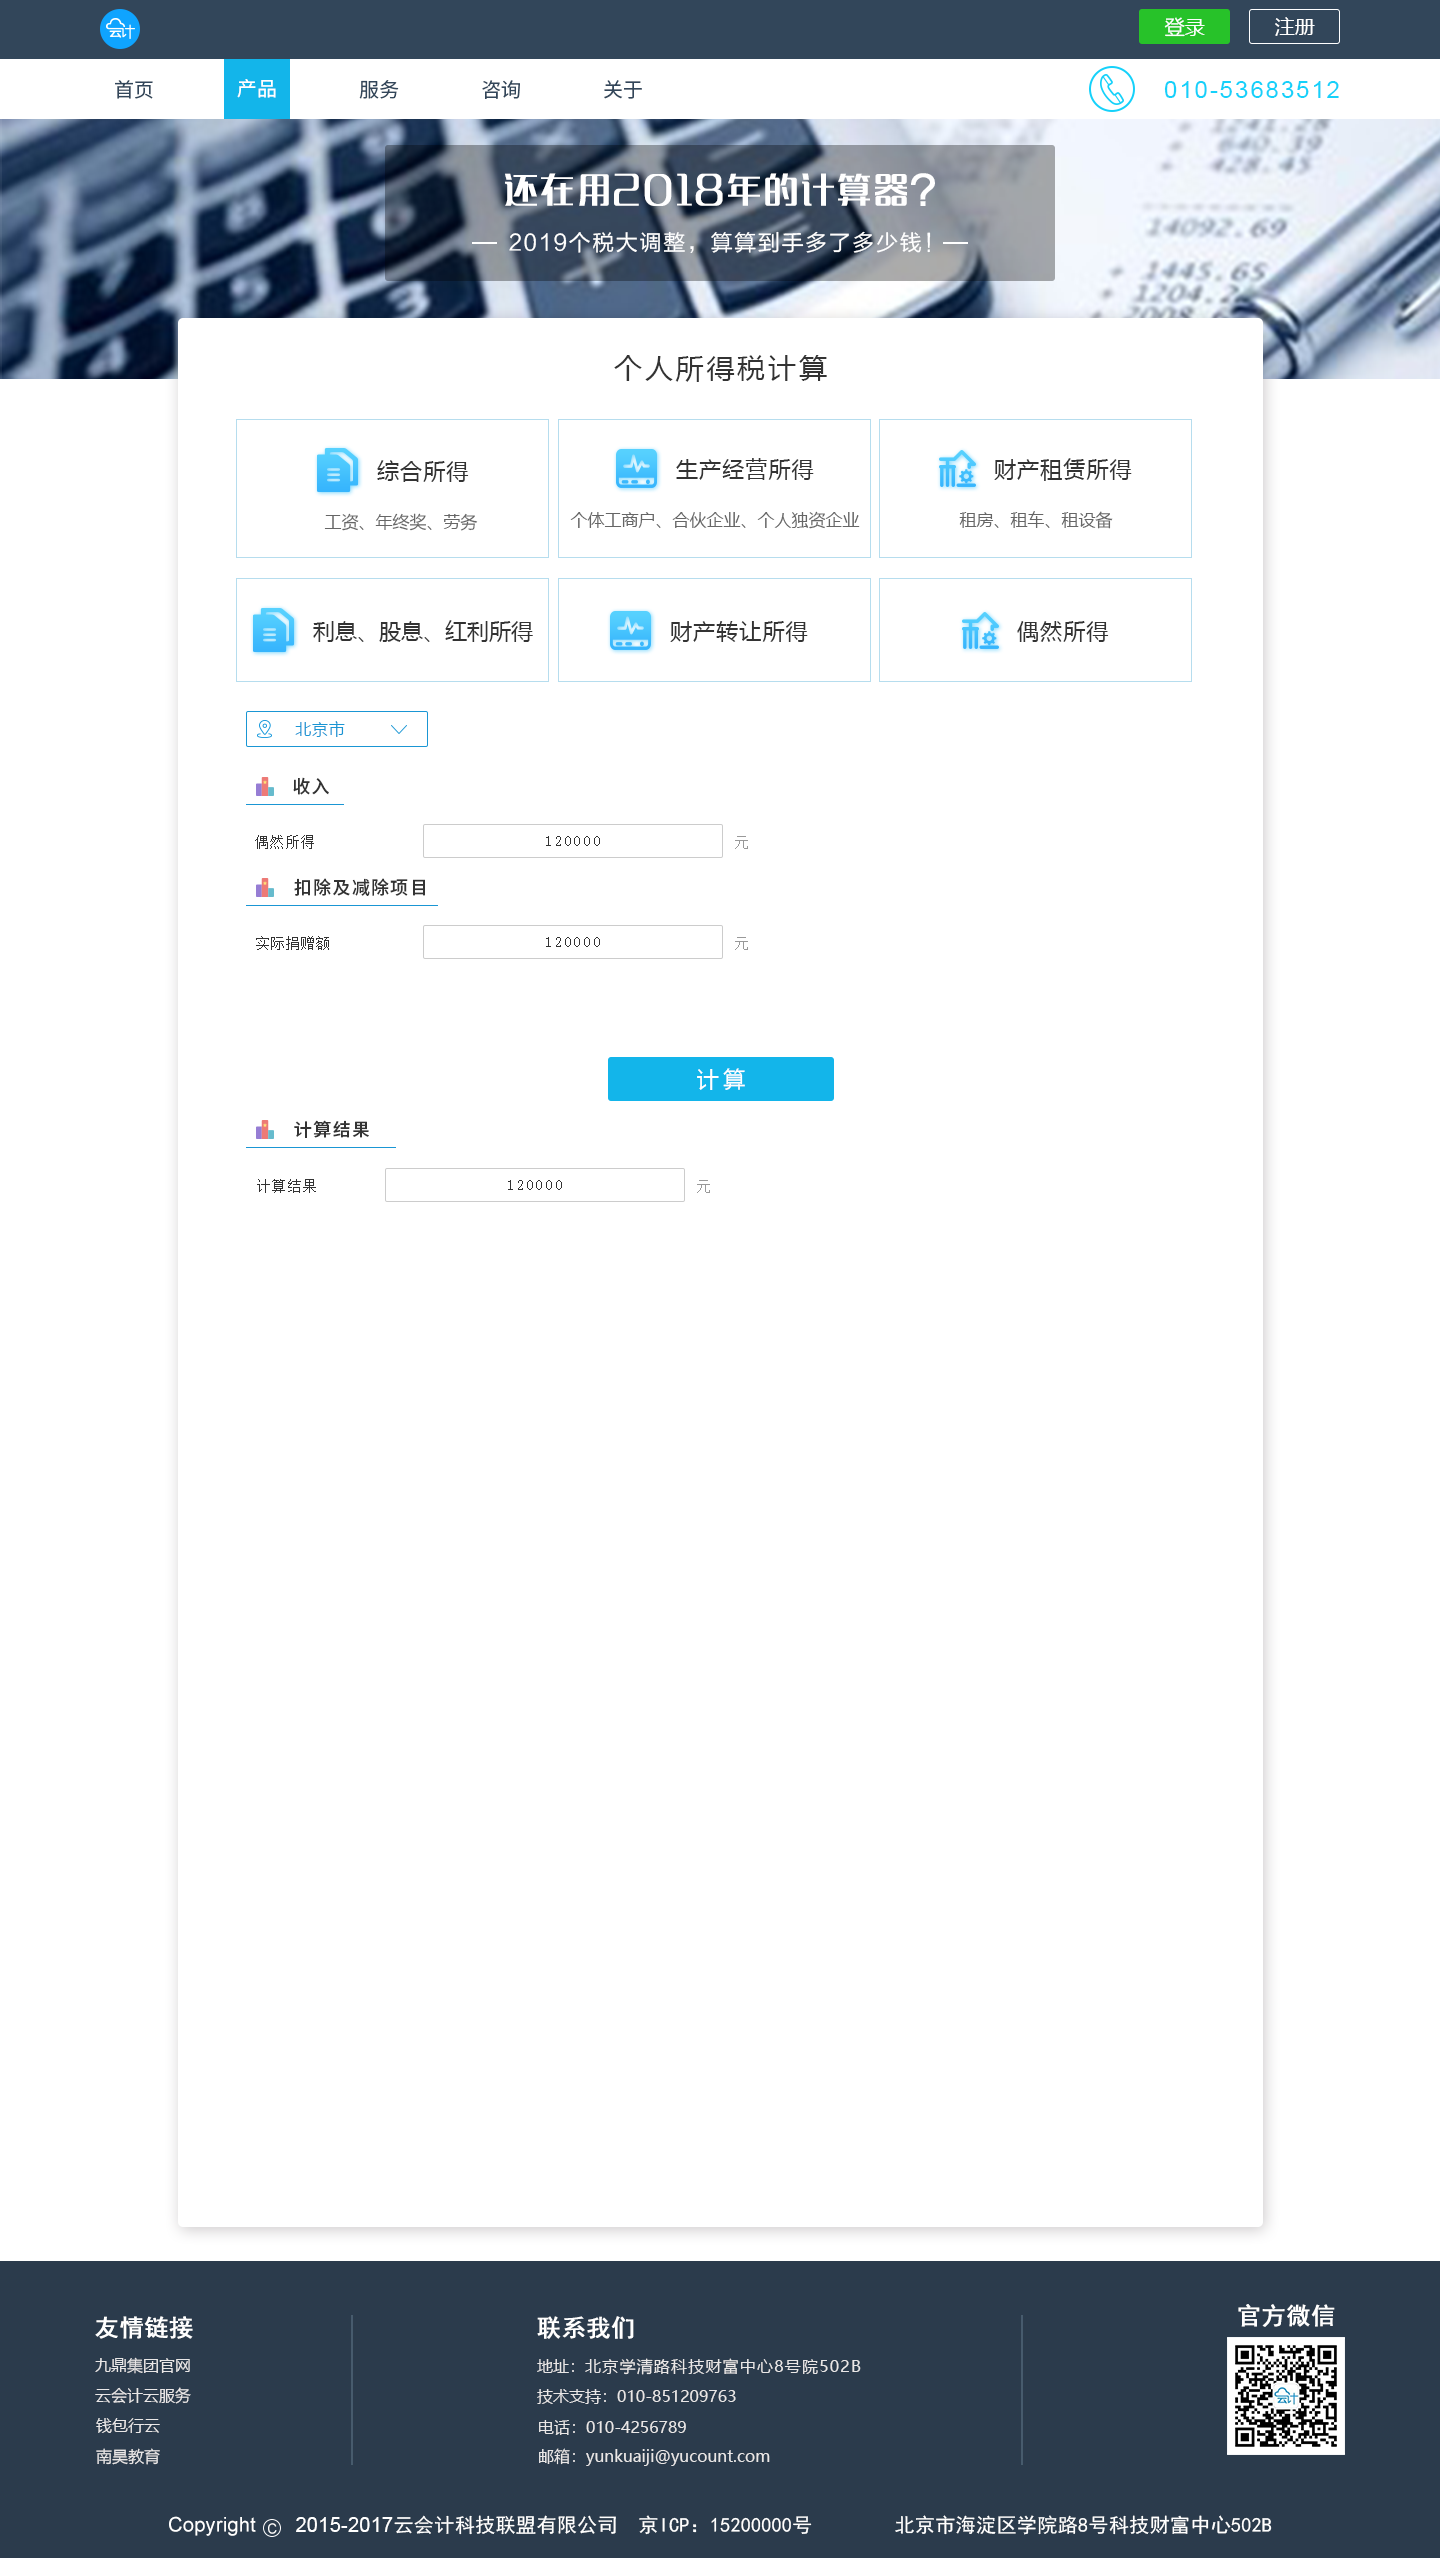 云计
登录 注册
首页 产品 服务 咨询 关于 010-53683512
1241.28
+ 640.39
+ 428.45
14092.69
+ 1445.65
还在用2018年的计算器?
— 2019个税大调整，算算到手多了多少钱！—
个人所得税计算
综合所得
工资、年终奖、劳务
生产经营所得
个体工商户、合伙企业、个人独资企业
财产租赁所得
租房、租车、租设备
利息、股息、红利所得
财产转让所得
偶然所得
北京市
收入
偶然所得 120000 元
扣除及减除项目
实际捐赠额 120000 元
计算
计算结果
计算结果 120000 元
友情链接
九鼎集团官网
云会计云服务
钱包行云
南昊教育
联系我们
地址：北京学清路科技财富中心8号院502B
技术支持：010-851209763
电话：010-4256789
邮箱：yunkuaiji@yucount.com
官方微信
云计
Copyright © 2015-2017云会计科技联盟有限公司 京ICP：15200000号 北京市海淀区学院路8号科技财富中心502B